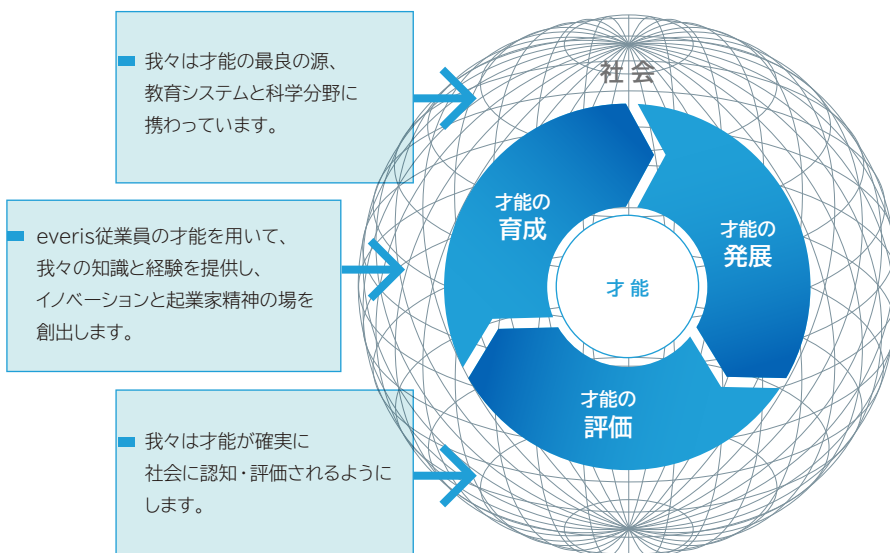 我々は才能の最良の源、
教育システムと科学分野に
携わっています。
everis従業員の才能を用いて、
我々の知識と経験を提供し、
イノベーションと起業家精神の場を
創出します。
我々は才能が確実に
社会に認知・評価されるように
します。
社会
才能の
育成
才能の
発展
才能
才能の
評価